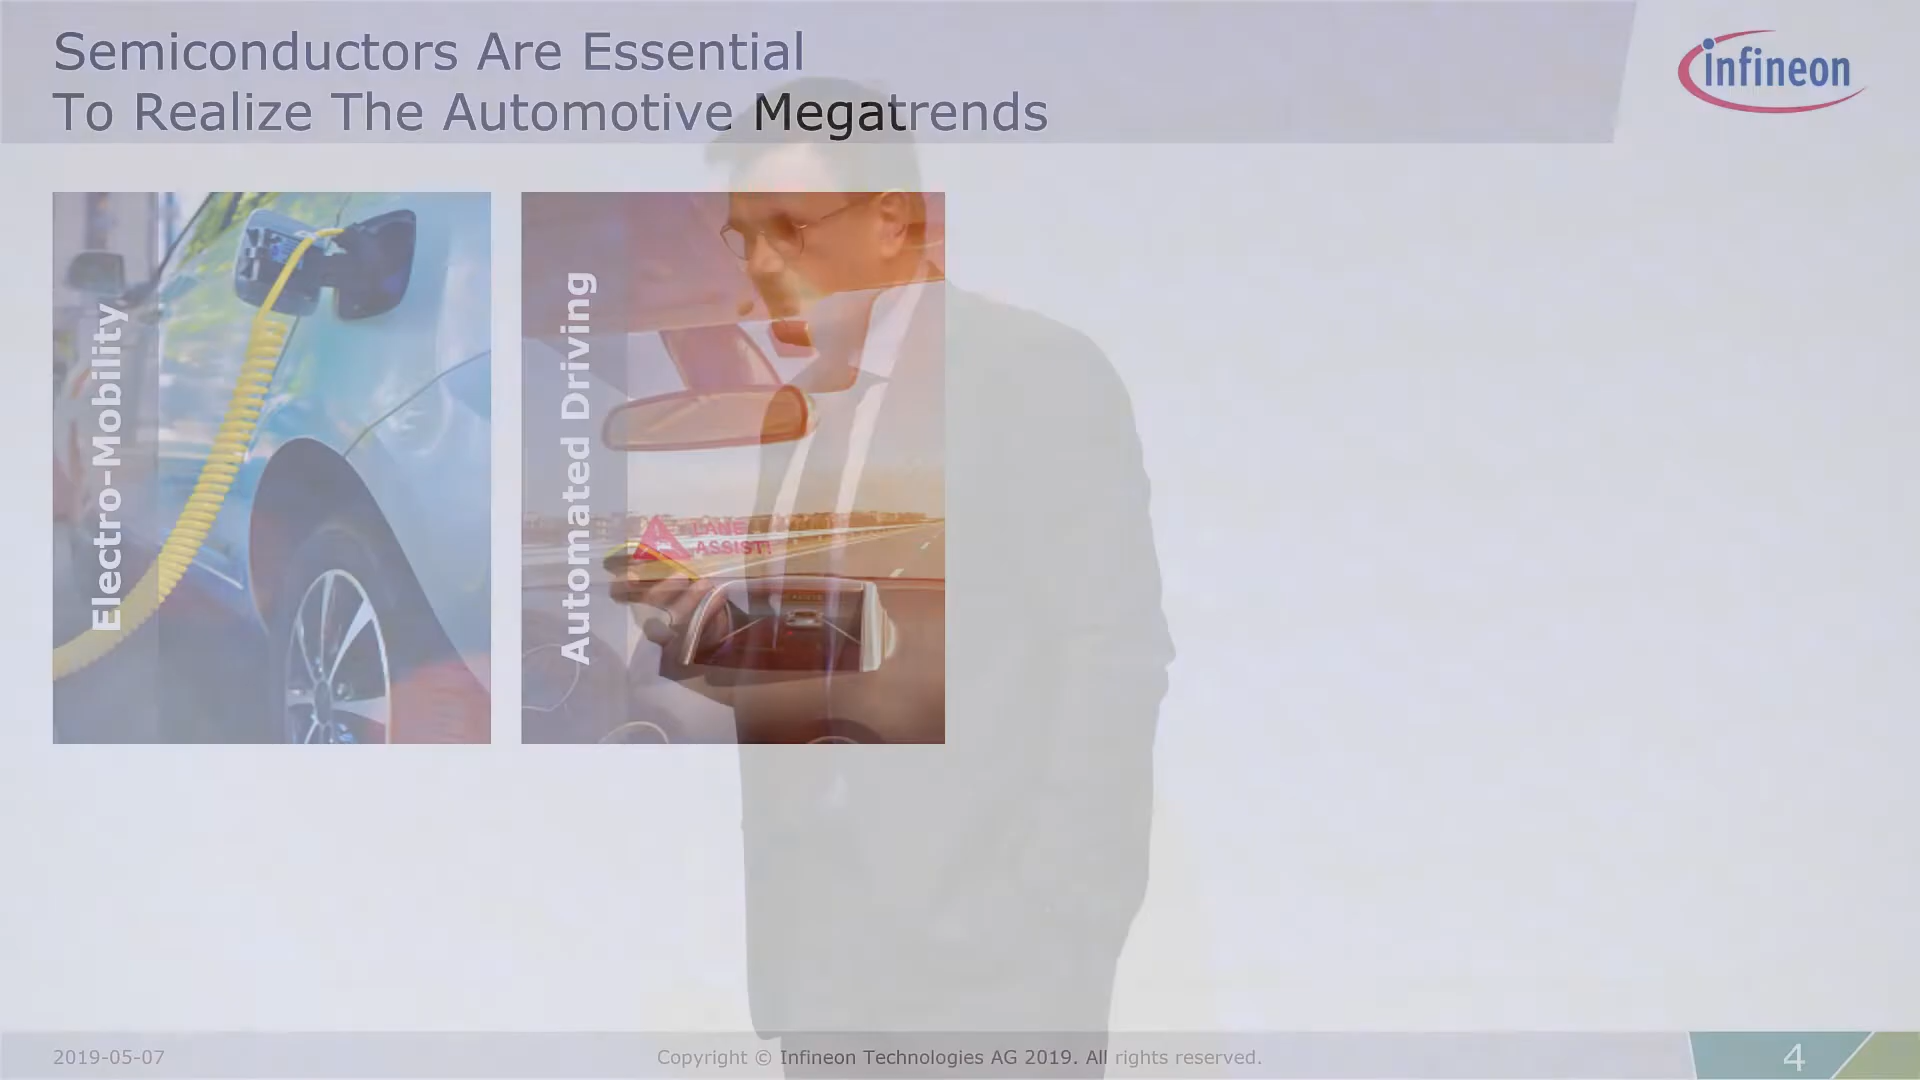 Semiconductors Are Essential
To Realize The Automotive Megatrends
infineon
Electro-Mobility
Automated Driving
LANE
ASSIST!
2019-05-07
Copyright © Infineon Technologies AG 2019. All rights reserved.
4